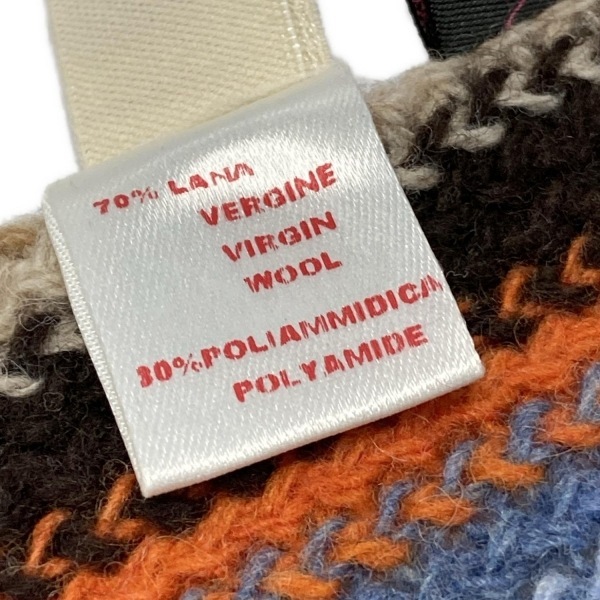 70% LANA
VERGINE
VIRGIN
WOOL
30%POLIAMMIDICA
POLYAMIDE